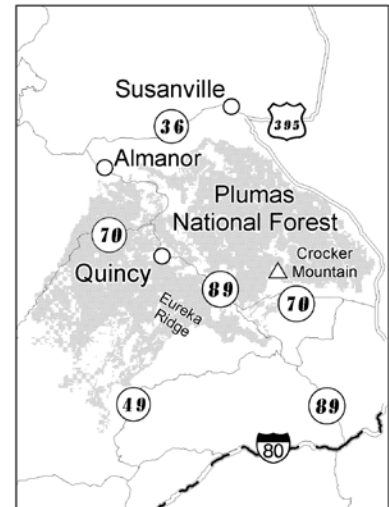 Susanville
36
395
Almanor
Plumas
National Forest
70
Crocker
Mountain
Quincy
89
70
Eureka
Ridge
49
89
80